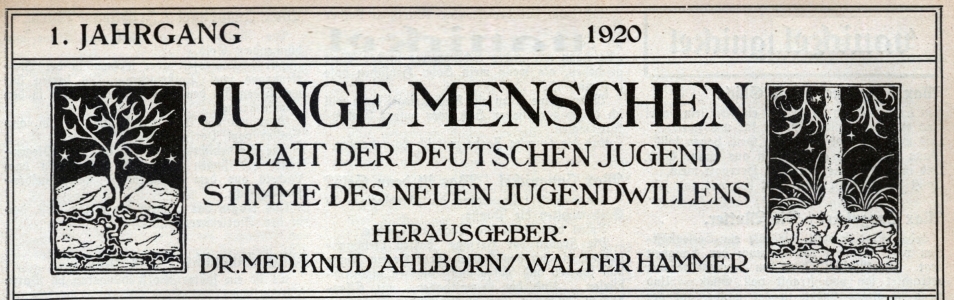 1. JAHRGANG 1920
JUNGE MENSCHEN
BLATT DER DEUTSCHEN JUGEND
STIMME DES NEUEN JUGENDWILLENS
HERAUSGEBER:
DR.MED.KNUD AHLBORN/WALTER HAMMER